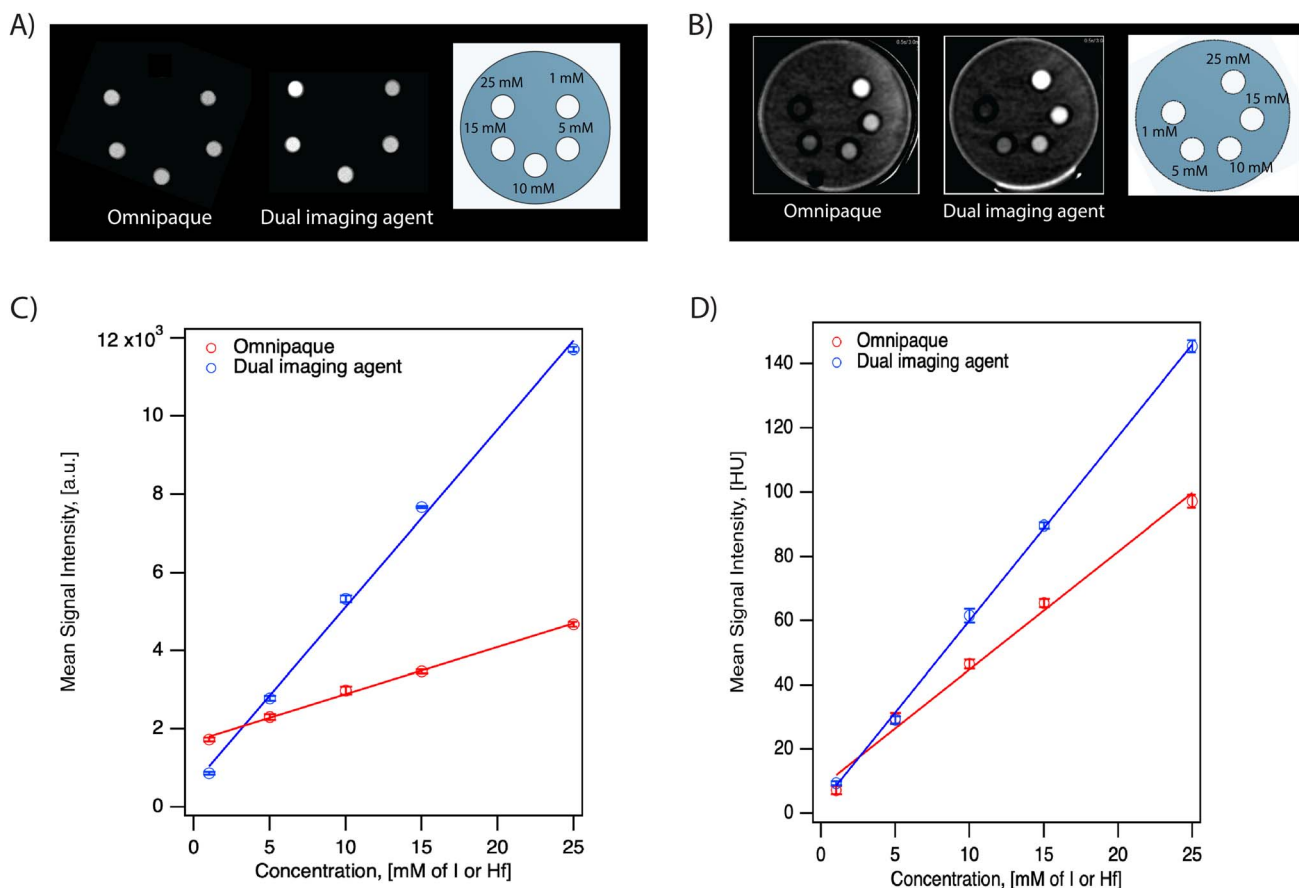 A)
25 mM
1 mM
15 mM
5 mM
10 mM
Omnipaque
Dual imaging agent
B)
25 mM
15 mM
1 mM
5 mM
10 mM
Omnipaque
Dual imaging agent
C)
12 x10³
10
8
6
4
2
0
Mean Signal Intensity, [a.u.]
Omnipaque
Dual imaging agent
0
5
10
15
20
25
Concentration, [mM of I or Hf]
D)
140
120
100
80
60
40
20
0
Mean Signal Intensity, [HU]
Omnipaque
Dual imaging agent
0
5
10
15
20
25
Concentration, [mM of I or Hf]